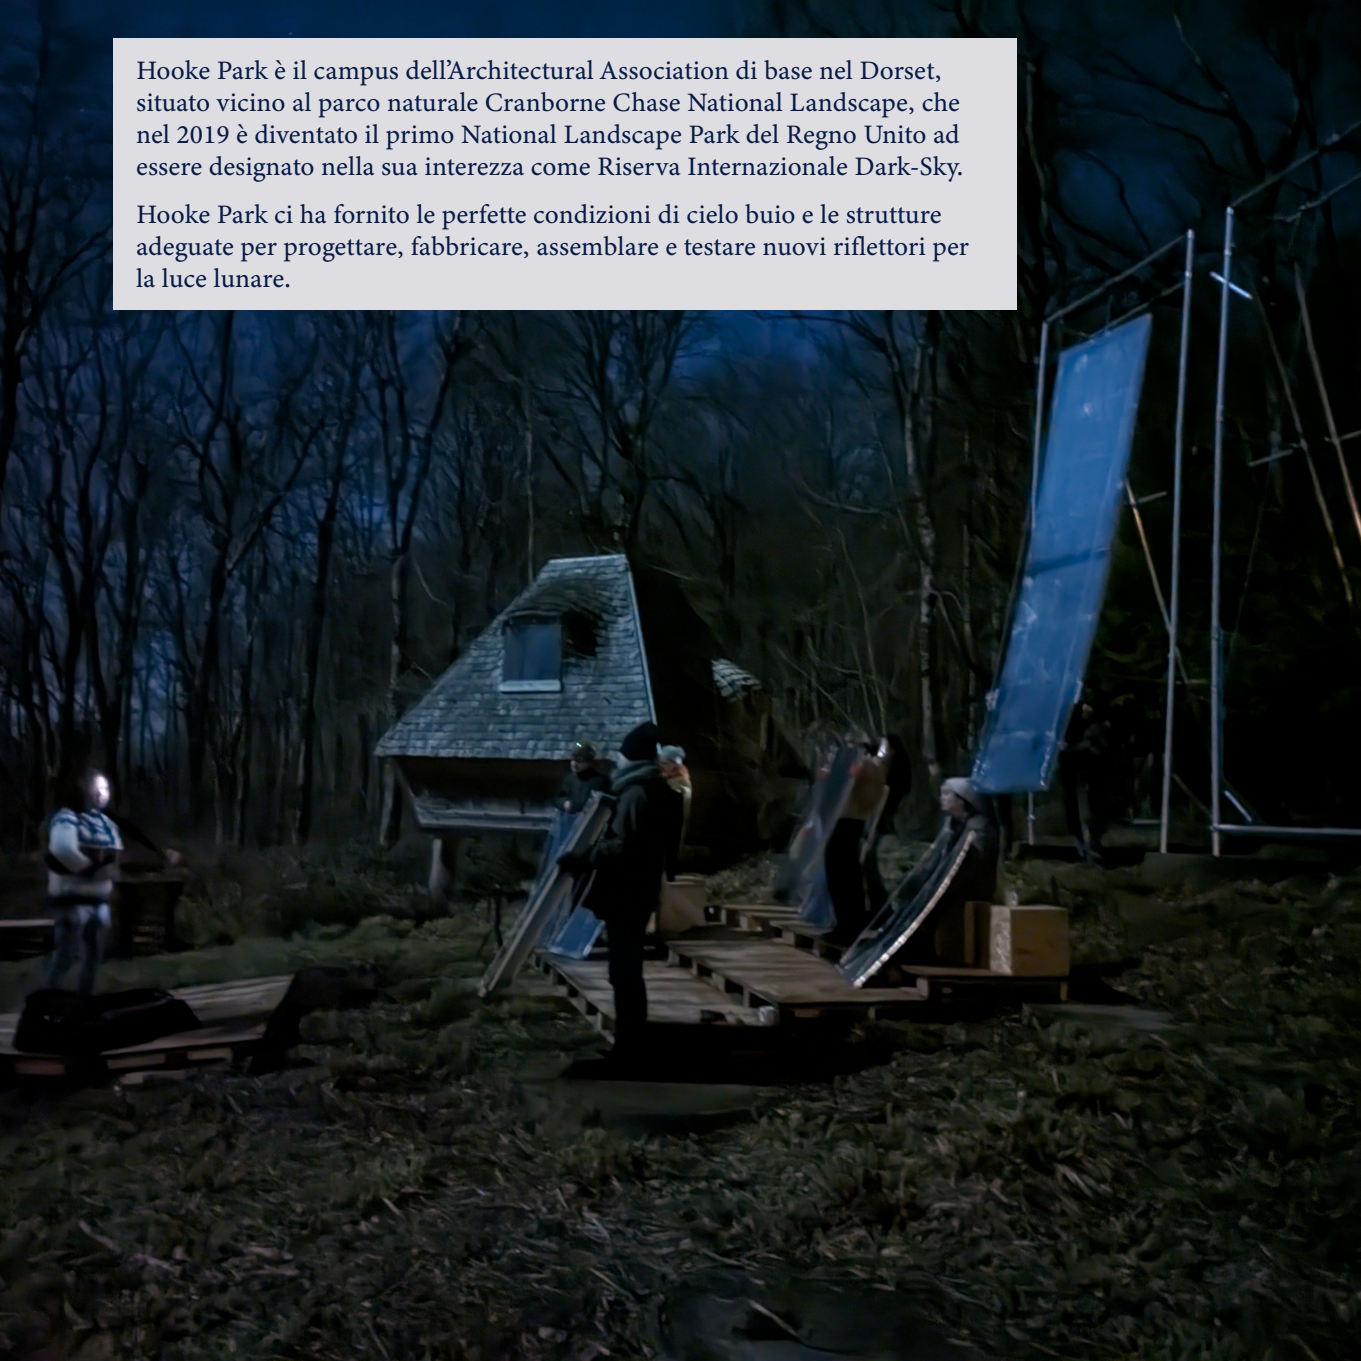 Hooke Park è il campus dell’Architectural Association di base nel Dorset,
situato vicino al parco naturale Cranborne Chase National Landscape, che
nel 2019 è diventato il primo National Landscape Park del Regno Unito ad
essere designato nella sua interezza come Riserva Internazionale Dark-Sky.
Hooke Park ci ha fornito le perfette condizioni di cielo buio e le strutture
adeguate per progettare, fabbricare, assemblare e testare nuovi riflettori per
la luce lunare.